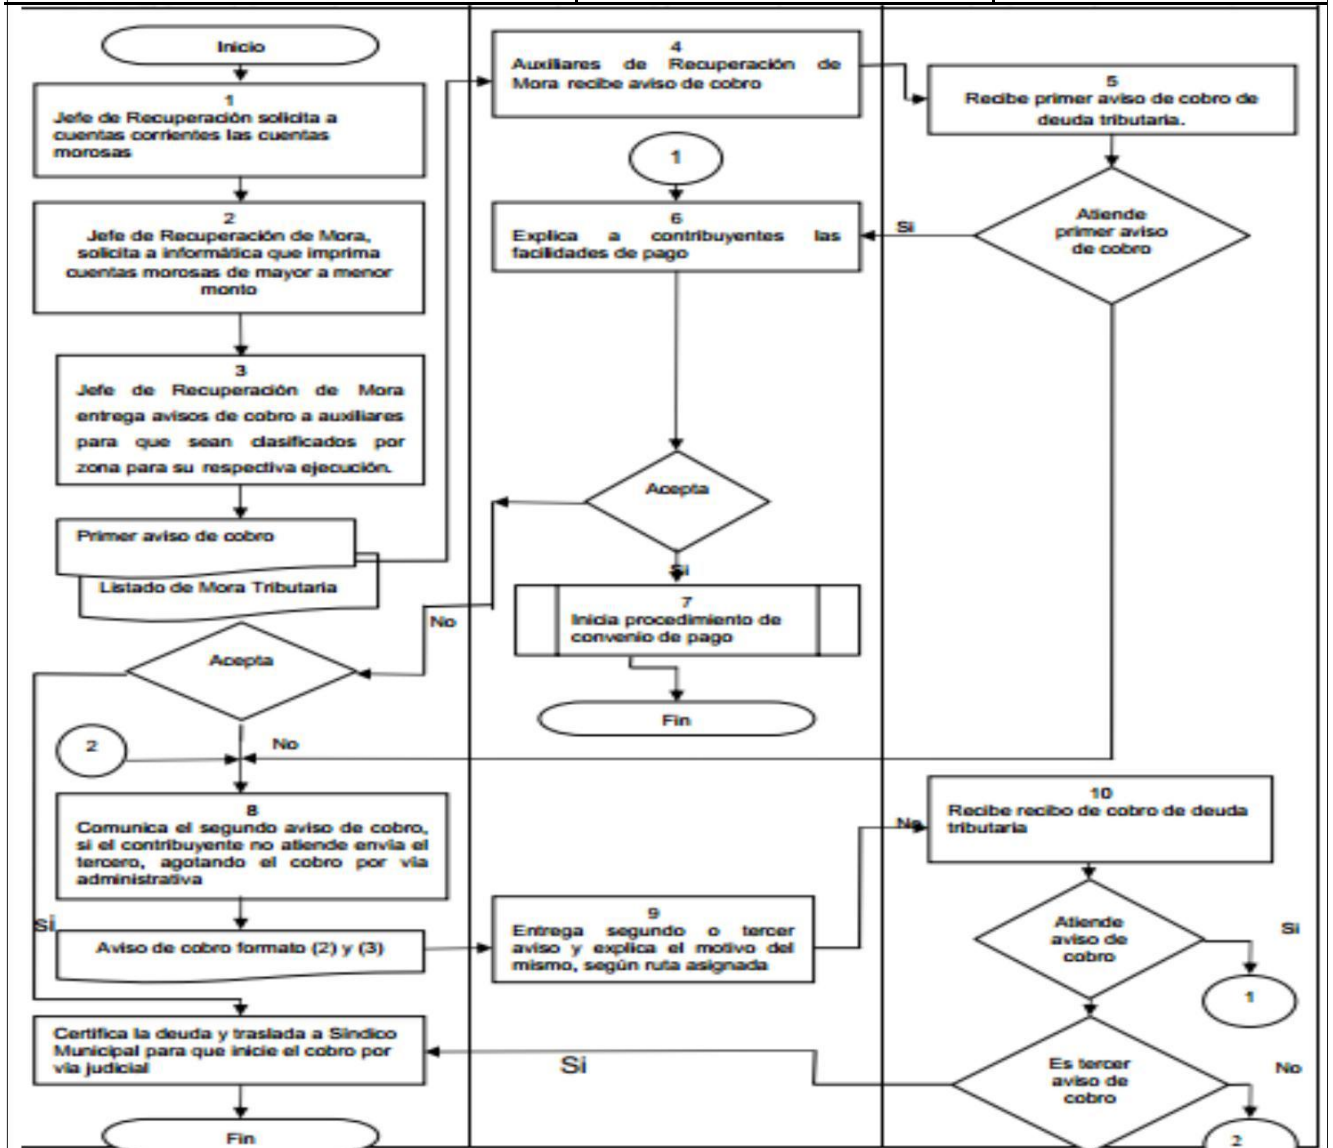 Inicio
1
Jefe de Recuperación solicita a
cuentas corrientes las cuentas
morosas
2
Jefe de Recuperación de Mora,
solicita a informática que imprima
cuentas morosas de mayor a menor
monto
3
Jefe de Recuperación de Mora
entrega avisos de cobro a auxiliares
para que sean clasificados por
zona para su respectiva ejecución.
Primer aviso de cobro
Listado de Mora Tributaria
4
Auxiliares de Recuperación de
Mora recibe aviso de cobro
5
Recibe primer aviso de cobro de
deuda tributaria.
1
6
Explica a contribuyentes las
facilidades de pago
Si
Atiende
primer aviso
de cobro
Acepta
Si
No
7
Inicia procedimiento de
convenio de pago
Fin
Acepta
2
No
8
Comunica el segundo aviso de cobro,
si el contribuyente no atiende envía el
tercero, agotando el cobro por vía
administrativa
Si
Aviso de cobro formato (2) y (3)
9
Entrega segundo o tercer
aviso y explica el motivo del
mismo, según ruta asignada
No
10
Recibe recibo de cobro de deuda
tributaria
Atiende
aviso de
cobro
Si
1
Certifica la deuda y traslada a Síndico
Municipal para que inicie el cobro por
vía judicial
Si
Es tercer
aviso de
cobro
No
2
Fin